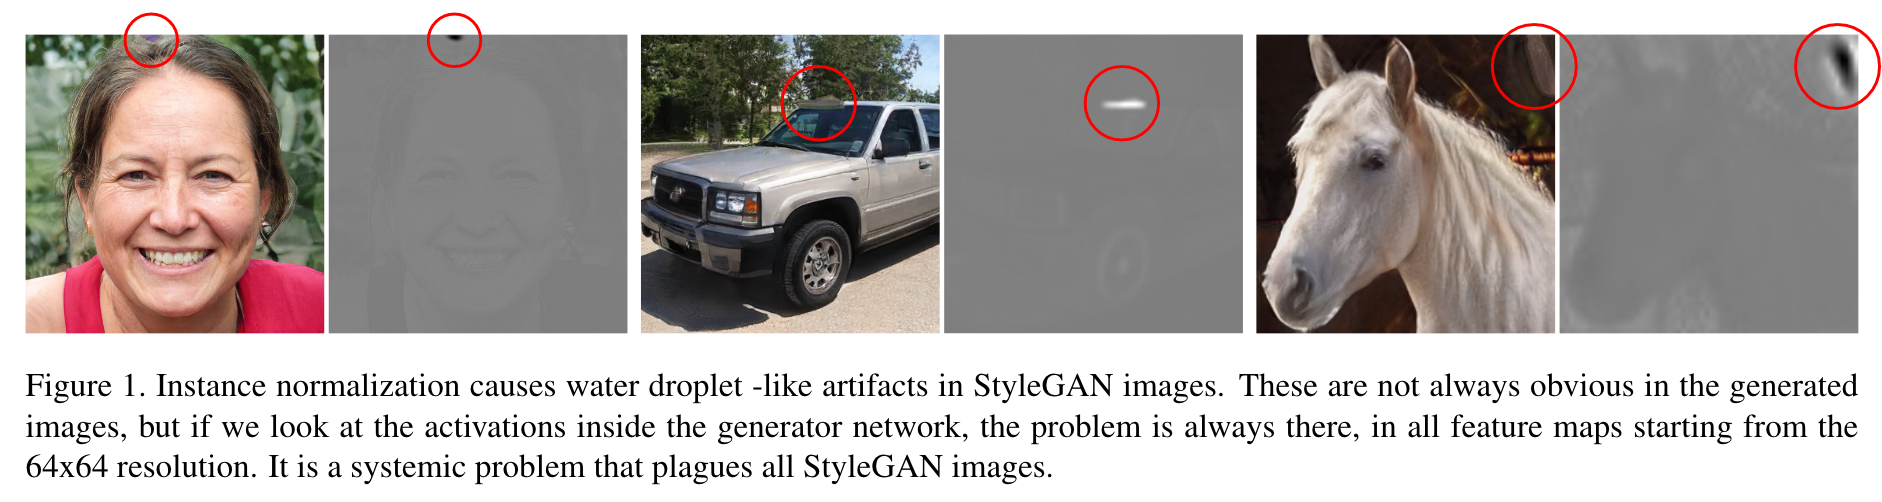 Figure 1. Instance normalization causes water droplet -like artifacts in StyleGAN images. These are not always obvious in the generated
images, but if we look at the activations inside the generator network, the problem is always there, in all feature maps starting from the
64x64 resolution. It is a systemic problem that plagues all StyleGAN images.